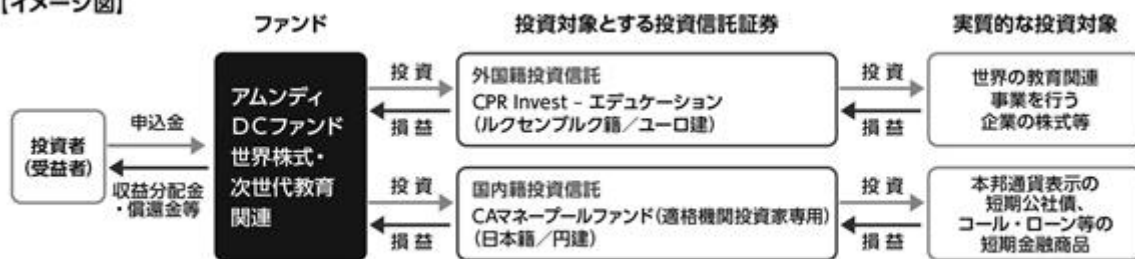 【イメージ図】
ファンド
投資対象とする投資信託証券
実質的な投資対象
投資者
(受益者)
申込金
収益分配金
・償還金等
アムンディ
DCファンド
世界株式・
次世代教育
関連
投資
損益
外国籍投資信託
CPR Invest – エデュケーション
(ルクセンブルク籍/ユーロ建)
投資
損益
世界の教育関連
事業を行う
企業の株式等
投資
損益
国内籍投資信託
CAマネープールファンド(適格機関投資家専用)
(日本籍/円建)
投資
損益
本邦通貨表示の
短期公社債、
コール・ローン等の
短期金融商品